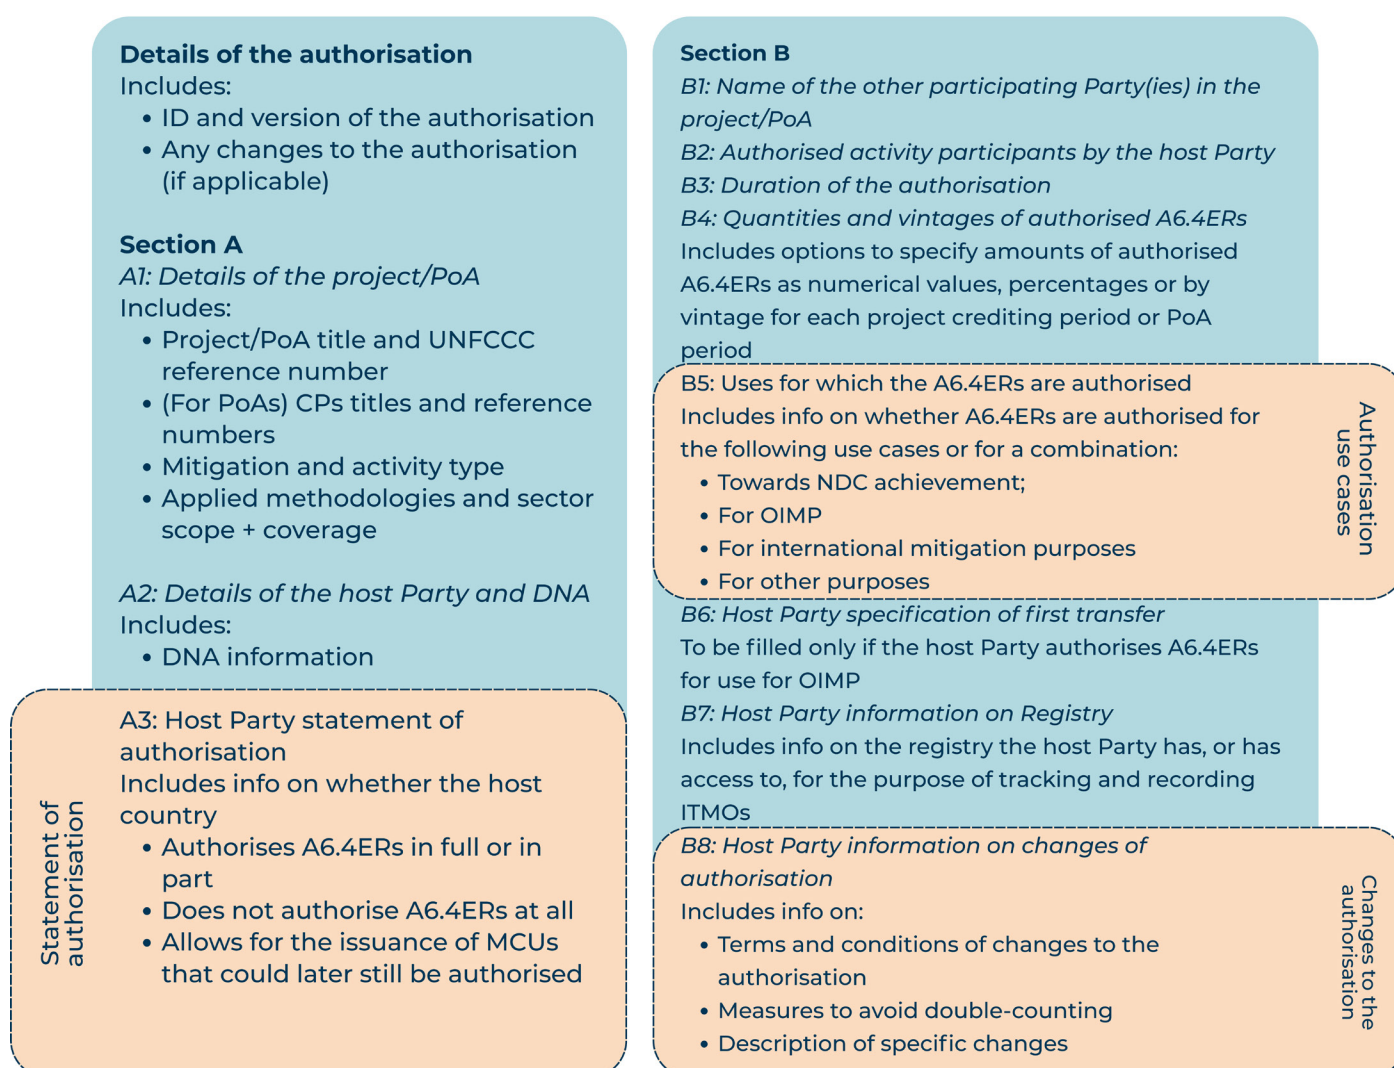 Details of the authorisation
Includes:
• ID and version of the authorisation
• Any changes to the authorisation
(if applicable)
Section A
A1: Details of the project/PoA
Includes:
• Project/PoA title and UNFCCC
reference number
• (For PoAs) CPs titles and reference
numbers
• Mitigation and activity type
• Applied methodologies and sector
scope + coverage
A2: Details of the host Party and DNA
Includes:
• DNA information
Statement of
authorisation
A3: Host Party statement of
authorisation
Includes info on whether the host
country
• Authorises A6.4ERs in full or in
part
• Does not authorise A6.4ERs at all
• Allows for the issuance of MCUs
that could later still be authorised
Section B
B1: Name of the other participating Party(ies) in the
project/PoA
B2: Authorised activity participants by the host Party
B3: Duration of the authorisation
B4: Quantities and vintages of authorised A6.4ERs
Includes options to specify amounts of authorised
A6.4ERs as numerical values, percentages or by
vintage for each project crediting period or PoA
period
B5: Uses for which the A6.4ERs are authorised
Includes info on whether A6.4ERs are authorised for
the following use cases or for a combination:
• Towards NDC achievement;
• For OIMP
• For international mitigation purposes
• For other purposes
Authorisation
use cases
B6: Host Party specification of first transfer
To be filled only if the host Party authorises A6.4ERs
for use for OIMP
B7: Host Party information on Registry
Includes info on the registry the host Party has, or has
access to, for the purpose of tracking and recording
ITMOs
B8: Host Party information on changes of
authorisation
Includes info on:
• Terms and conditions of changes to the
authorisation
• Measures to avoid double-counting
• Description of specific changes
Changes to the
authorisation